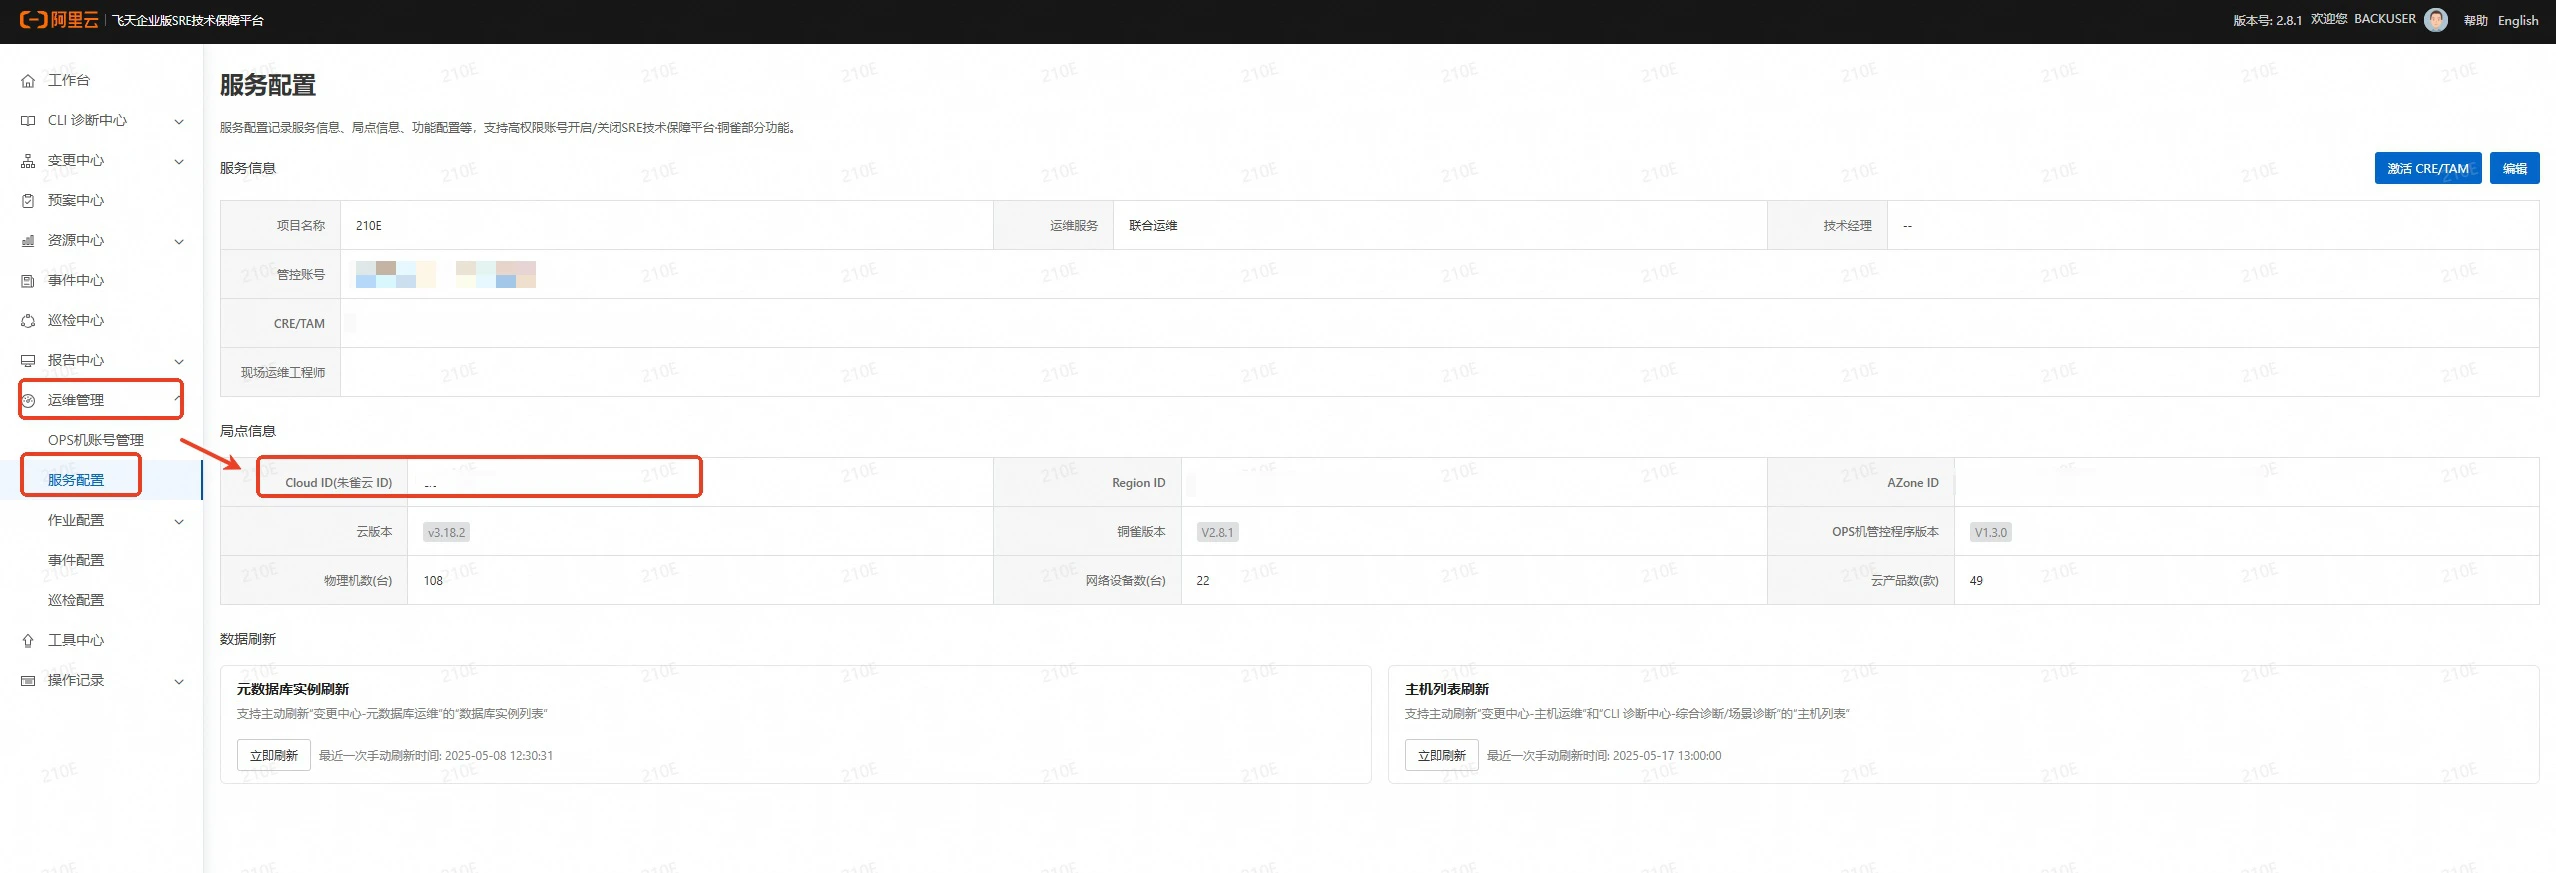 阿里云 飞天企业版SRE技术保障平台
版本号: 2.8.1 欢迎您 BACKUSER 帮助 English
工作台
CLI 诊断中心
变更中心
预案中心
资源中心
事件中心
巡检中心
报告中心
运维管理
OPS机账号管理
服务配置
作业配置
事件配置
巡检配置
工具中心
操作记录
服务配置
服务配置记录服务信息、局点信息、功能配置等，支持高权限账号开启/关闭SRE技术保障平台-铜雀部分功能。
服务信息
激活 CRE/TAM 编辑
项目名称 210E 运维服务 联合运维 技术经理 --
管控账号
CRE/TAM
现场运维工程师
局点信息
Cloud ID(朱雀云 ID) Region ID AZone ID
云版本 v3.18.2 铜雀版本 V2.8.1 OPS机管控程序版本 V1.3.0
物理机数(台) 108 网络设备数(台) 22 云产品数(款) 49
数据刷新
元数据库实例刷新
支持主动刷新“变更中心-元数据库运维”的“数据库实例列表”
立即刷新 最近一次手动刷新时间: 2025-05-08 12:30:31
主机列表刷新
支持主动刷新“变更中心-主机运维”和“CLI 诊断中心-综合诊断/场景诊断”的“主机列表”
立即刷新 最近一次手动刷新时间: 2025-05-17 13:00:00